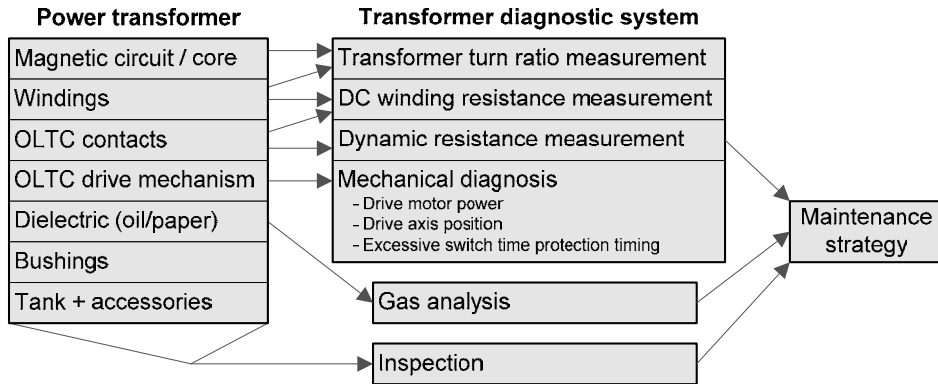 Power transformer
Magnetic circuit / core
Windings
OLTC contacts
OLTC drive mechanism
Dielectric (oil/paper)
Bushings
Tank + accessories
Transformer diagnostic system
Transformer turn ratio measurement
DC winding resistance measurement
Dynamic resistance measurement
Mechanical diagnosis
- Drive motor power
- Drive axis position
- Excessive switch time protection timing
Gas analysis
Inspection
Maintenance
strategy